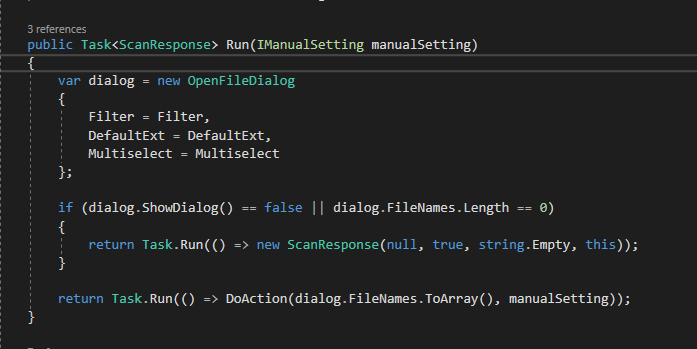 3 references
public Task<ScanResponse> Run(IManualSetting manualSetting)
{
var dialog = new OpenFileDialog
{
Filter = Filter,
DefaultExt = DefaultExt,
Multiselect = Multiselect
};
if (dialog.ShowDialog() == false || dialog.FileNames.Length == 0)
{
return Task.Run(() => new ScanResponse(null, true, string.Empty, this));
}
return Task.Run(() => DoAction(dialog.FileNames.ToArray(), manualSetting));
}